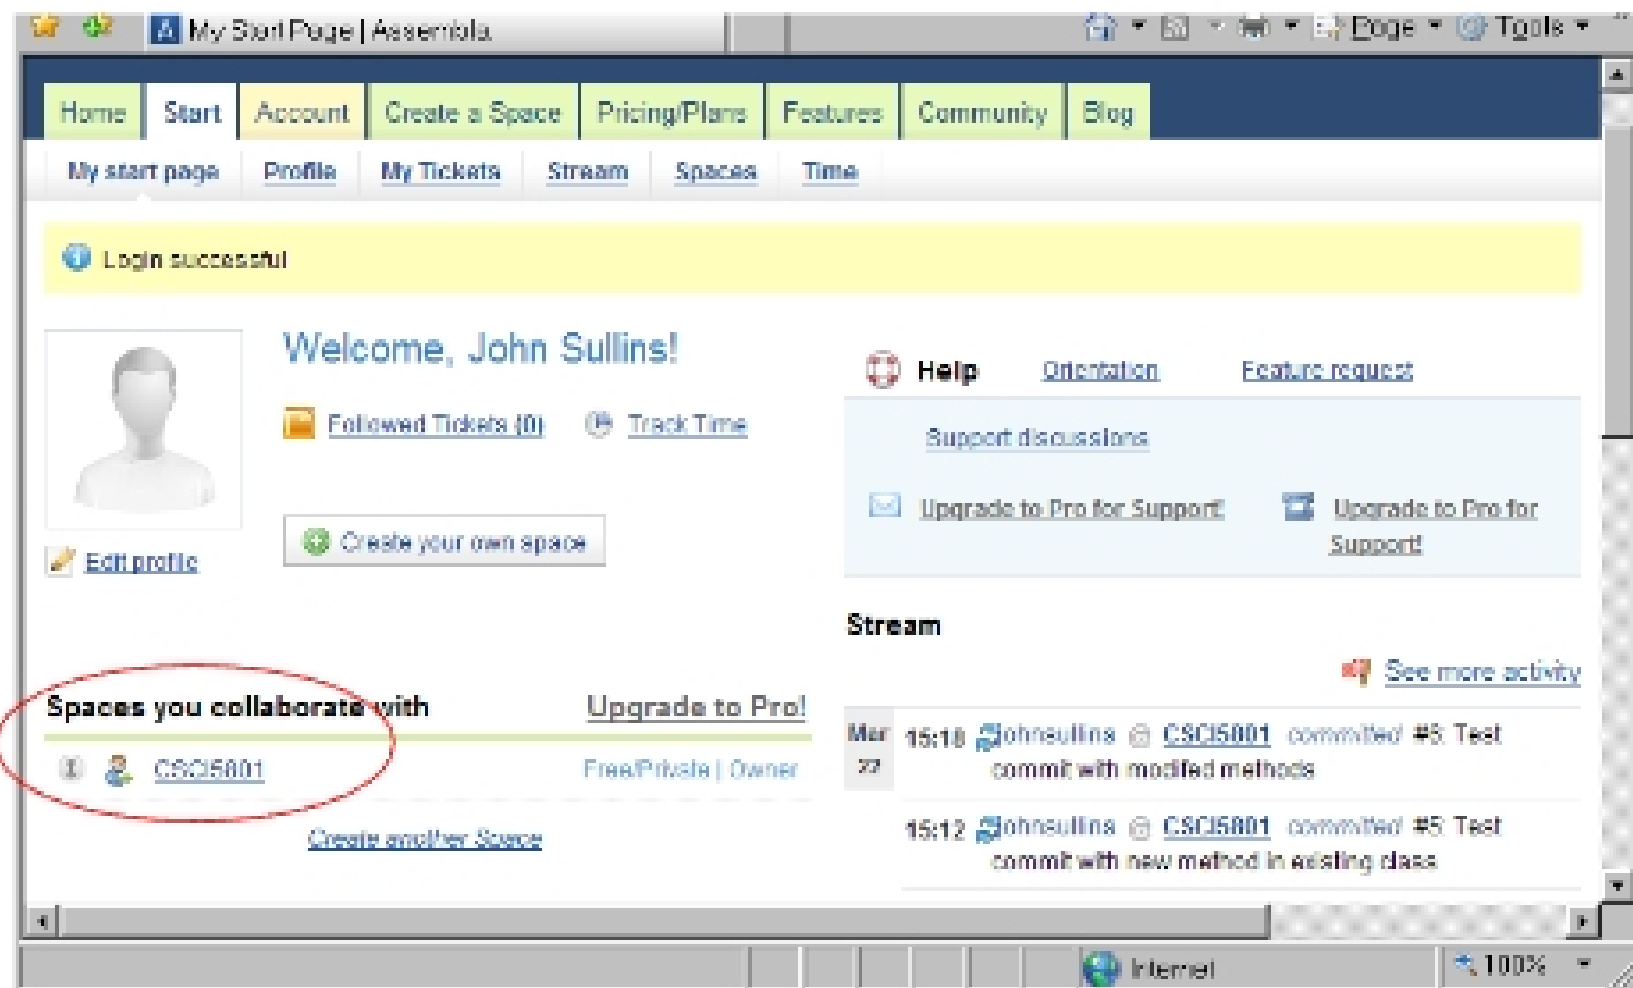 My Start Page | Assembla
Page Tools
Home Start Account Create a Space Pricing/Plans Features Community Blog
My start page Profile My Tickets Stream Spaces Time
Login successful
Welcome, John Sullins!
Help Orientation Feature request
Followed Tickets (0) Track Time
Support discussions
Upgrade to Pro for Support! Upgrade to Pro for
Support!
Create your own space
Edit profile
Stream
See more activity
Spaces you collaborate with Upgrade to Pro!
CSCI5801 Free/Private | Owner
Create another Space
Mar
22
15:18 johnsullins @ CSCI5801 committed Test
commit with modifed methods
15:12 johnsullins @ CSCI5801 committed #5: Test
commit with new method in existing class
Internet 100%